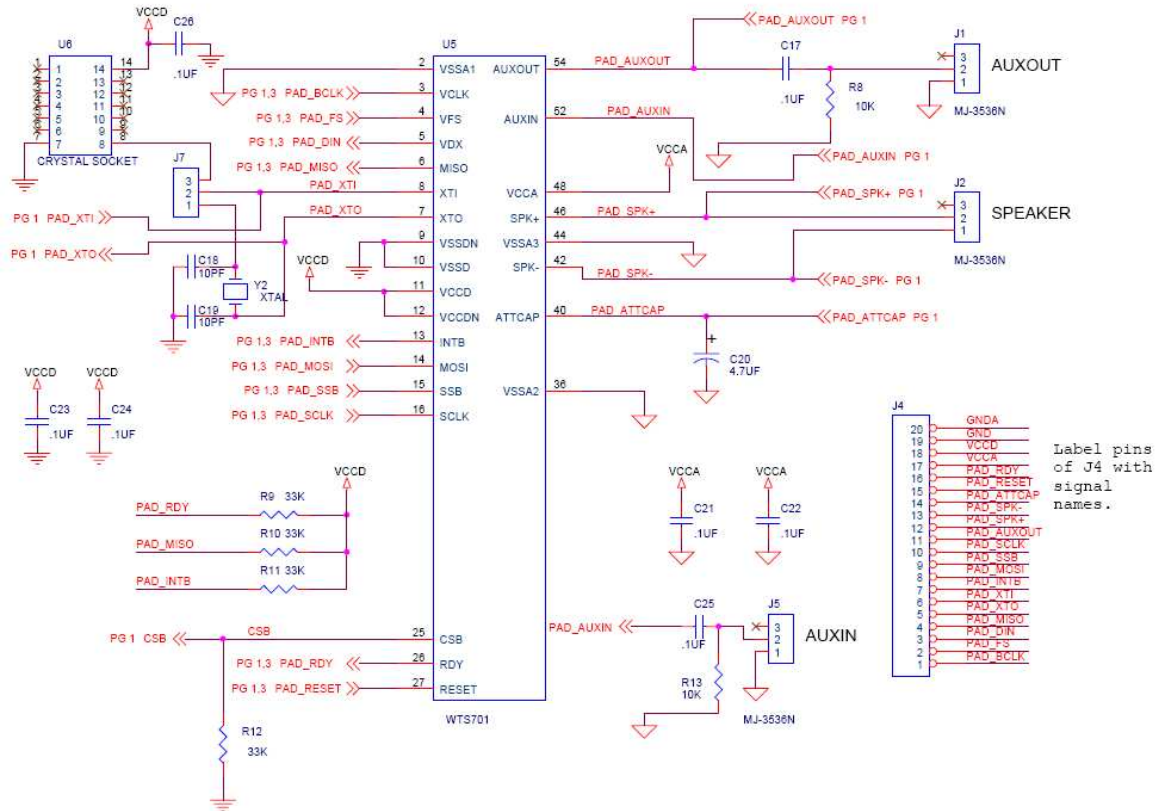 VCCD
C26
.1UF
U6
1 14
2 13
3 12
4 11
5 10
6 9
7 8
CRYSTAL SOCKET
J7
3
2
1
PG 1 PAD_XTI
PG 1 PAD_XTO
PAD_XTI
PAD_XTO
C18
10PF
C19
10PF
Y2
XTAL
VCCD
VCCD
C23
.1UF
VCCD
C24
.1UF
U5
2 VSSA1
PG 1,3 PAD_BCLK 3 VCLK
PG 1,3 PAD_FS 4 VFS
PG 1,3 PAD_DIN 5 VDX
PG 1,3 PAD_MISO 6 MISO
8 XTI
7 XTO
9 VSSDN
10 VSSD
11 VCCD
12 VCCDN
PG 1,3 PAD_INTB 13 INTB
PG 1,3 PAD_MOSI 14 MOSI
PG 1,3 PAD_SSB 15 SSB
PG 1,3 PAD_SCLK 16 SCLK
PG 1 CSB CSB 25 CSB
PG 1,3 PAD_RDY 26 RDY
PG 1,3 PAD_RESET 27 RESET
WTS701
R12
33K
VCCD
PAD_RDY R9 33K
PAD_MISO R10 33K
PAD_INTB R11 33K
AUXOUT 54 PAD_AUXOUT
AUXIN 52 PAD_AUXIN
VCCA 48
VCCA
SPK+ 46 PAD_SPK+
VSSA3 44
SPK- 42 PAD_SPK-
ATTCAP 40 PAD_ATTCAP
VSSA2 36
PAD_AUXOUT PG 1
C17
.1UF
R8
10K
J1
3
2
1
AUXOUT
MJ-3536N
PAD_AUXIN PG 1
PAD_SPK+ PG 1
J2
3
2
1
SPEAKER
MJ-3536N
PAD_SPK- PG 1
PAD_ATTCAP PG 1
+
C20
4.7UF
VCCA
C21
.1UF
VCCA
C22
.1UF
PAD_AUXIN
C25
.1UF
R13
10K
J5
3
2
1
AUXIN
MJ-3536N
J4
20 GNDA
19 GND
18 VCCD
17 VCCA
16 PAD_RDY
15 PAD_RESET
14 PAD_ATTCAP
13 PAD_SPK-
12 PAD_SPK+
11 PAD_AUXOUT
10 PAD_SCLK
9 PAD_SSB
8 PAD_MOSI
7 PAD_INTB
6 PAD_XTI
5 PAD_XTO
4 PAD_MISO
3 PAD_DIN
2 PAD_FS
1 PAD_BCLK
Label pins
of J4 with
signal
names.